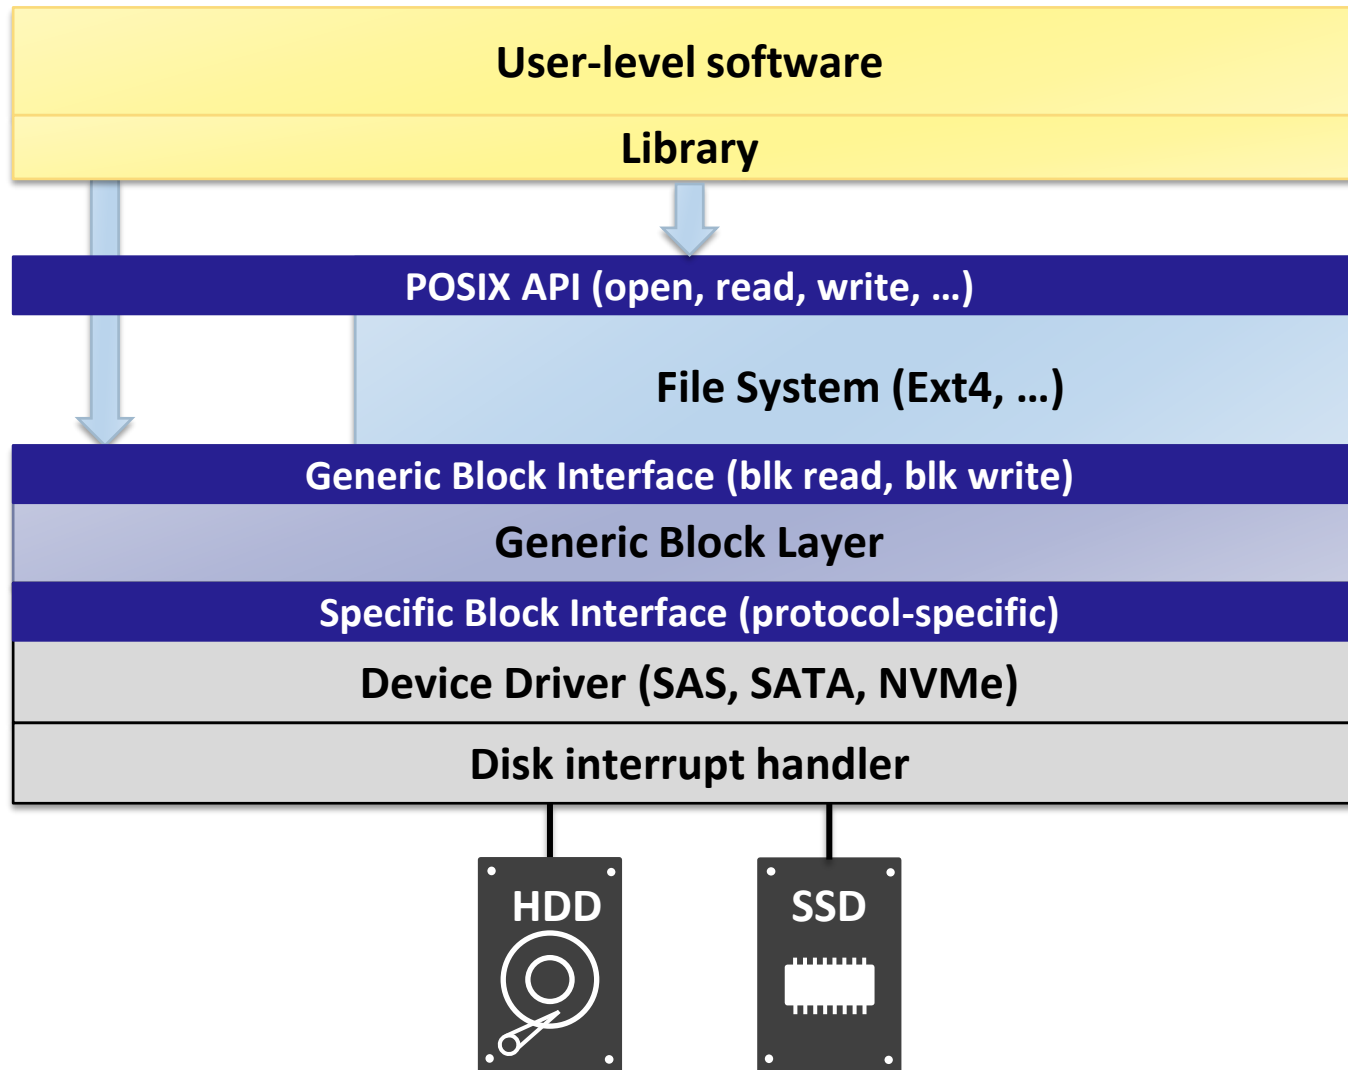 User-level software
Library
POSIX API (open, read, write, …)
File System (Ext4, …)
Generic Block Interface (blk read, blk write)
Generic Block Layer
Specific Block Interface (protocol-specific)
Device Driver (SAS, SATA, NVMe)
Disk interrupt handler
HDD
SSD